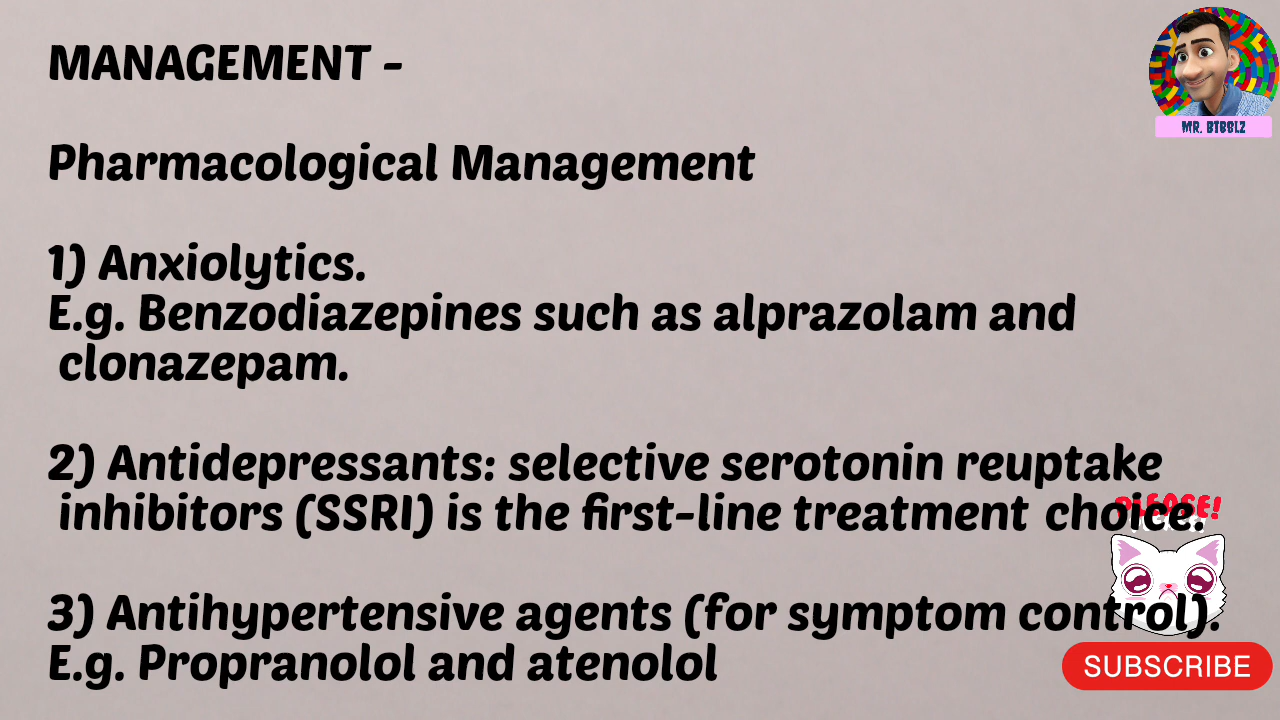 MANAGEMENT -
MR. BIBBLZ
Pharmacological Management
1) Anxiolytics.
E.g. Benzodiazepines such as alprazolam and
clonazepam.
2) Antidepressants: selective serotonin reuptake
inhibitors (SSRI) is the first-line treatment choice.
PLEASE!
3) Antihypertensive agents (for symptom control).
E.g. Propranolol and atenolol
SUBSCRIBE